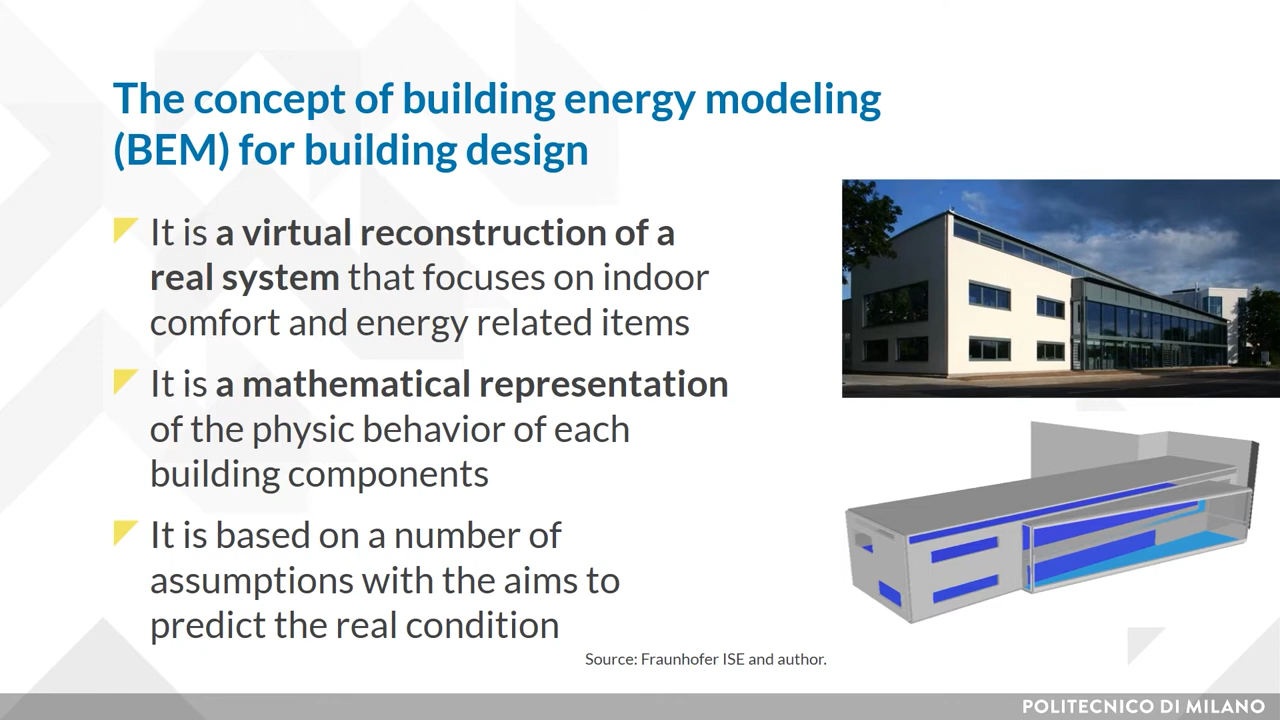 The concept of building energy modeling
(BEM) for building design
It is a virtual reconstruction of a
real system that focuses on indoor
comfort and energy related items
It is a mathematical representation
of the physic behavior of each
building components
It is based on a number of
assumptions with the aims to
predict the real condition
Source: Fraunhofer ISE and author.
POLITECNICO DI MILANO